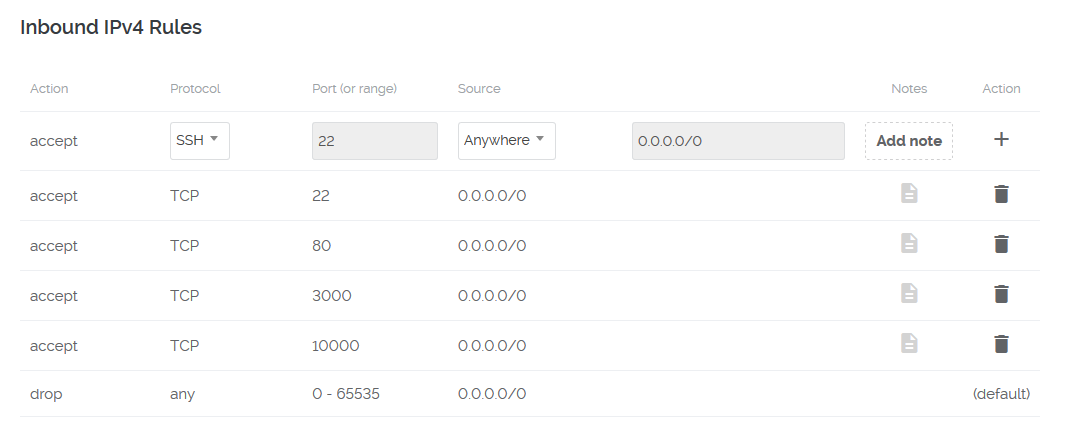 Inbound IPv4 Rules
Action Protocol Port (or range) Source Notes Action
accept SSH 22 Anywhere 0.0.0.0/0 Add note +
accept TCP 22 0.0.0.0/0
accept TCP 80 0.0.0.0/0
accept TCP 3000 0.0.0.0/0
accept TCP 10000 0.0.0.0/0
drop any 0 - 65535 0.0.0.0/0 (default)